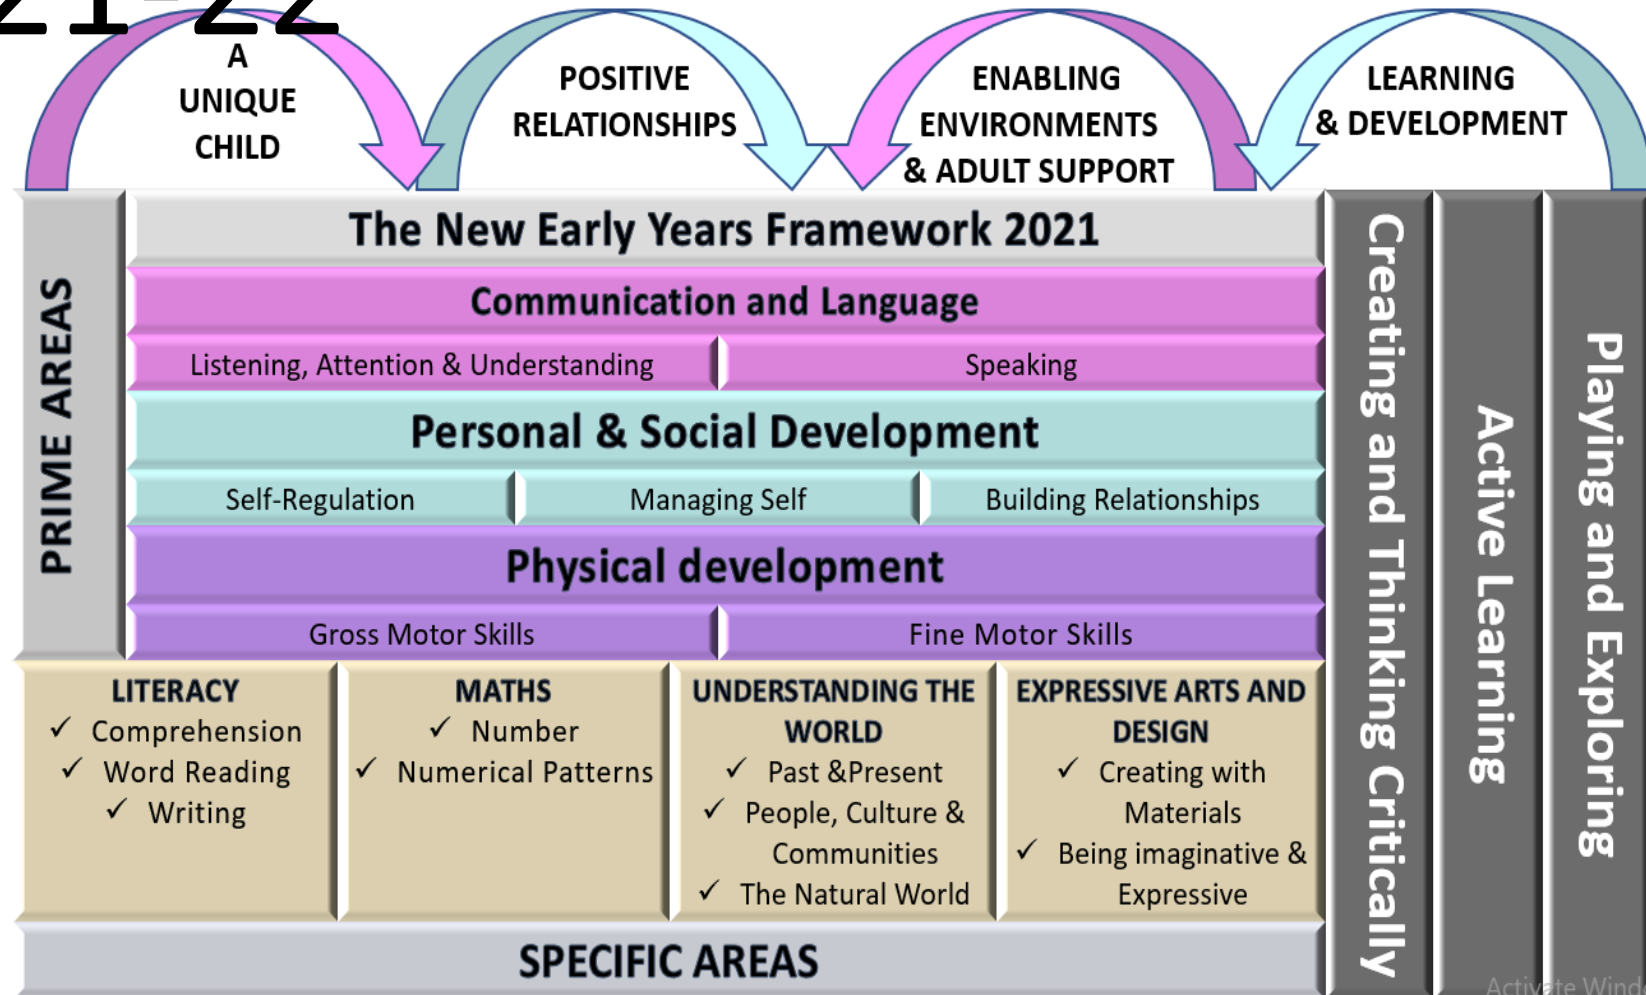 21-22
A
UNIQUE
CHILD
POSITIVE
RELATIONSHIPS
ENABLING
ENVIRONMENTS
& ADULT SUPPORT
LEARNING
& DEVELOPMENT
PRIME AREAS
The New Early Years Framework 2021
Communication and Language
Listening, Attention & Understanding
Speaking
Personal & Social Development
Self-Regulation
Managing Self
Building Relationships
Physical development
Gross Motor Skills
Fine Motor Skills
LITERACY
✓ Comprehension
✓ Word Reading
✓ Writing
MATHS
✓ Number
✓ Numerical Patterns
UNDERSTANDING THE
WORLD
✓ Past &Present
✓ People, Culture &
Communities
✓ The Natural World
EXPRESSIVE ARTS AND
DESIGN
✓ Creating with
Materials
✓ Being imaginative &
Expressive
SPECIFIC AREAS
Creating and Thinking Critically
Active Learning
Playing and Exploring
Activate Wind